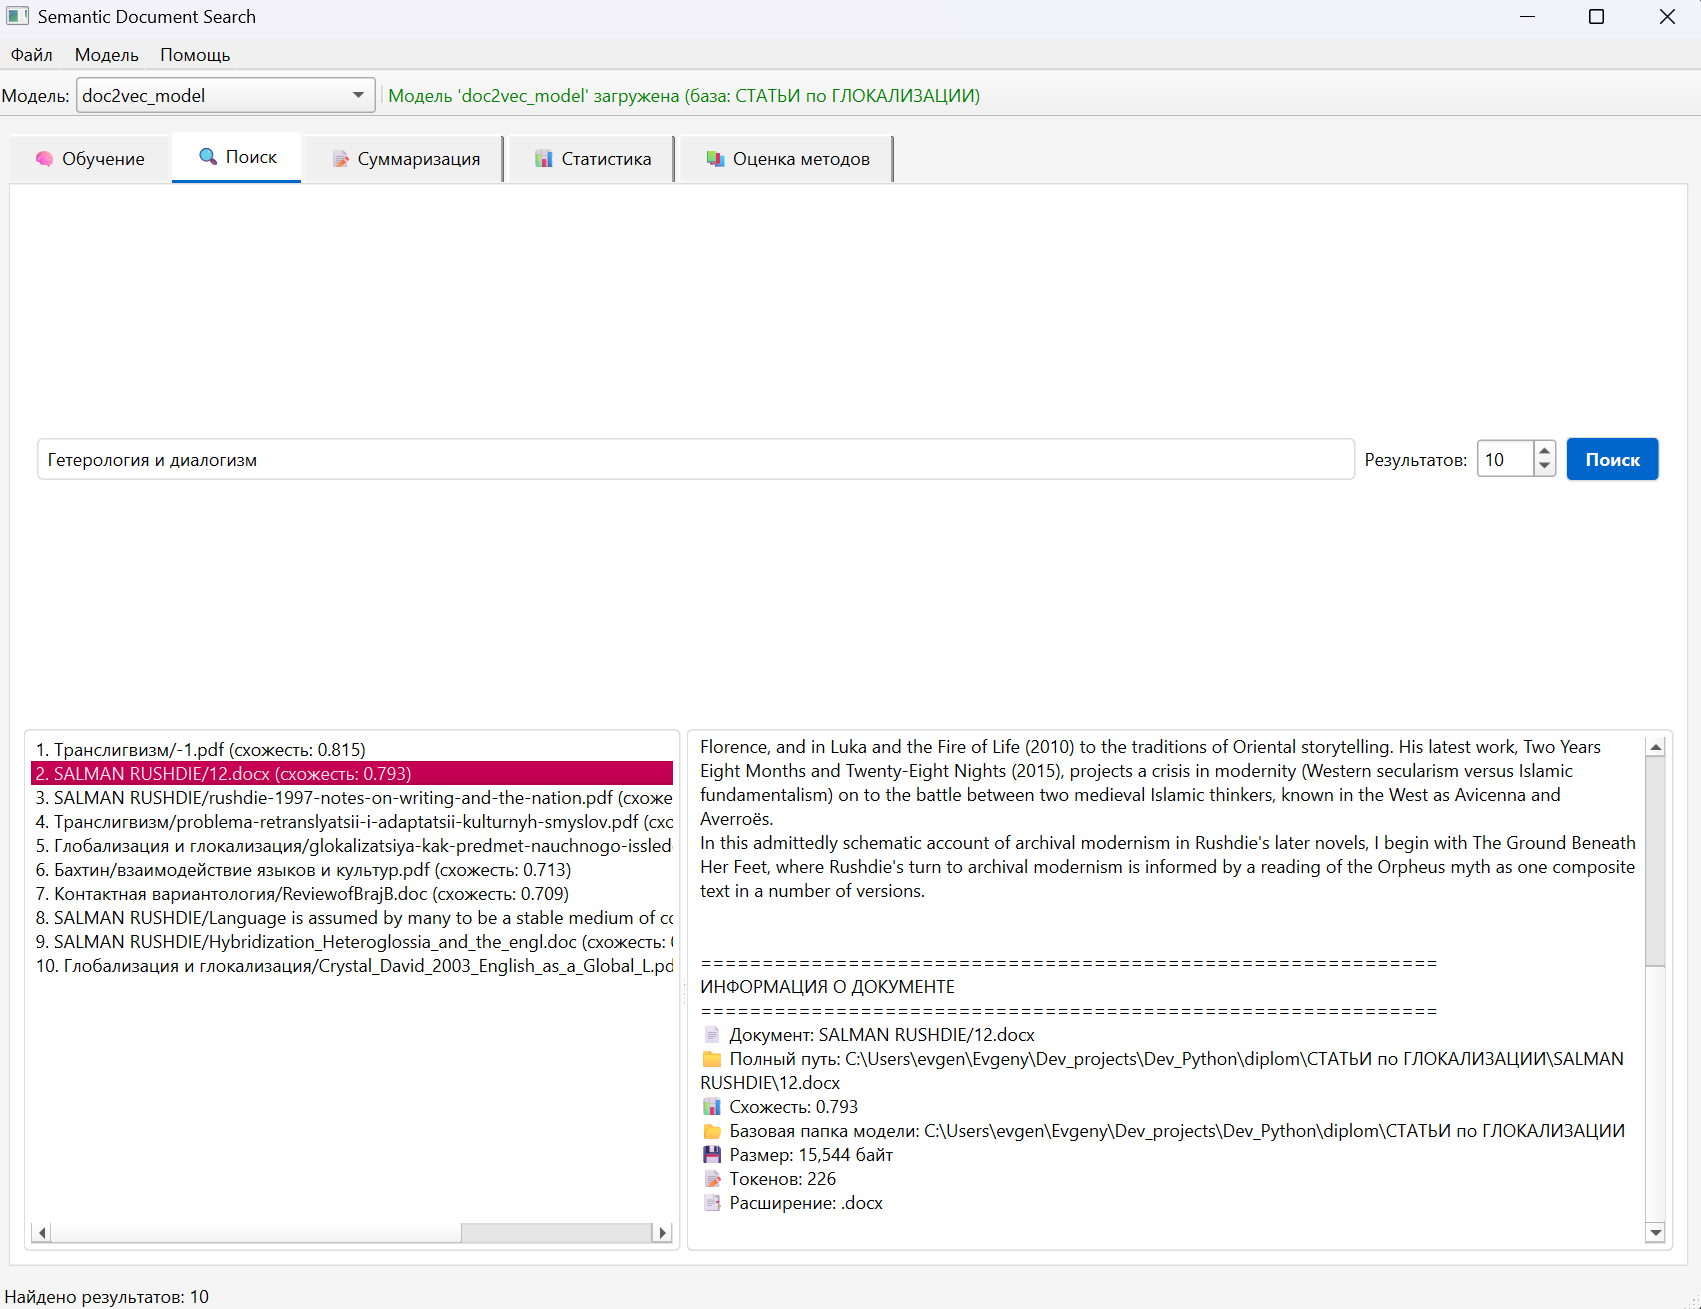 Semantic Document Search
Файл Модель Помощь
Модель: doc2vec_model Модель 'doc2vec_model' загружена (база: СТАТЬИ по ГЛОКАЛИЗАЦИИ)
Обучение Поиск Суммаризация Статистика Оценка методов
Гетерология и диалогизм Результатов: 10 Поиск
1. Транслигвизм/-1.pdf (схожесть: 0.815)
2. SALMAN RUSHDIE/12.docx (схожесть: 0.793)
3. SALMAN RUSHDIE/rushdie-1997-notes-on-writing-and-the-nation.pdf (схоже
4. Транслигвизм/problema-retranslyatsii-i-adaptatsii-kulturnyh-smyslov.pdf (схо
5. Глобализация и глокализация/glokalizatsiya-kak-predmet-nauchnogo-issled
6. Бахтин/взаимодействие языков и культур.pdf (схожесть: 0.713)
7. Контактная вариантология/ReviewofBrajB.doc (схожесть: 0.709)
8. SALMAN RUSHDIE/Language is assumed by many to be a stable medium of co
9. SALMAN RUSHDIE/Hybridization_Heteroglossia_and_the_engl.doc (схожесть: 
10. Глобализация и глокализация/Crystal_David_2003_English_as_a_Global_L.pd
Florence, and in Luka and the Fire of Life (2010) to the traditions of Oriental storytelling. His latest work, Two Years
Eight Months and Twenty-Eight Nights (2015), projects a crisis in modernity (Western secularism versus Islamic
fundamentalism) on to the battle between two medieval Islamic thinkers, known in the West as Avicenna and
Averroës.
In this admittedly schematic account of archival modernism in Rushdie's later novels, I begin with The Ground Beneath
Her Feet, where Rushdie's turn to archival modernism is informed by a reading of the Orpheus myth as one composite
text in a number of versions.
============================================================
ИНФОРМАЦИЯ О ДОКУМЕНТЕ
============================================================
Документ: SALMAN RUSHDIE/12.docx
Полный путь: C:\Users\evgen\Evgeny\Dev_projects\Dev_Python\diplom\СТАТЬИ по ГЛОКАЛИЗАЦИИ\SALMAN
RUSHDIE\12.docx
Схожесть: 0.793
Базовая папка модели: C:\Users\evgen\Evgeny\Dev_projects\Dev_Python\diplom\СТАТЬИ по ГЛОКАЛИЗАЦИИ
Размер: 15,544 байт
Токенов: 226
Расширение: .docx
Найдено результатов: 10